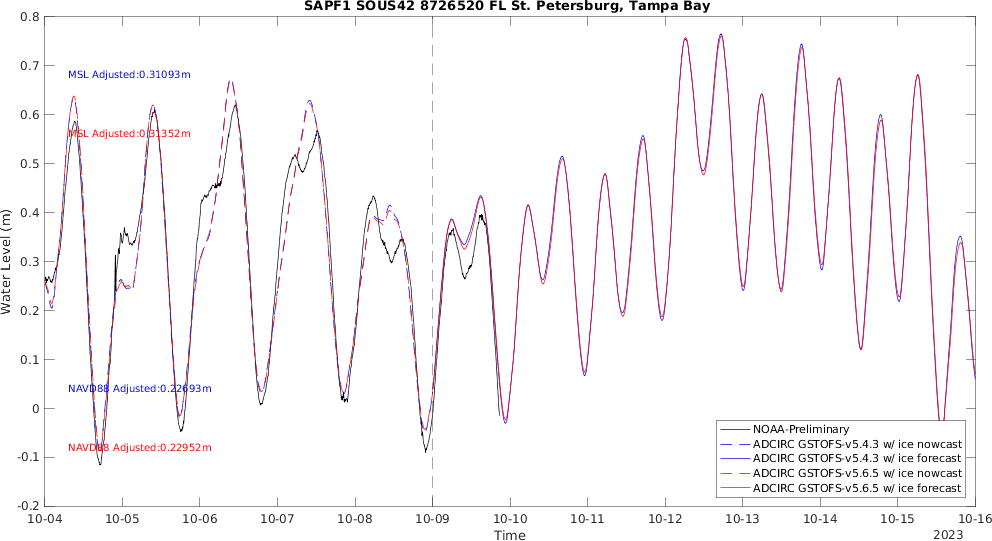 SAPF1 SOUS42 8726520 FL St. Petersburg, Tampa Bay
0.8
0.7
0.6
0.5
0.4
0.3
0.2
0.1
0
-0.1
-0.2
Water Level (m)
MSL Adjusted:0.31093m
MSL Adjusted:0.31352m
NAVD88 Adjusted:0.22693m
NAVD88 Adjusted:0.22952m
NOAA-Preliminary
ADCIRC GSTOFS-v5.4.3 w/ ice nowcast
ADCIRC GSTOFS-v5.4.3 w/ ice forecast
ADCIRC GSTOFS-v5.6.5 w/ ice nowcast
ADCIRC GSTOFS-v5.6.5 w/ ice forecast
10-04 10-05 10-06 10-07 10-08 10-09 10-10 10-11 10-12 10-13 10-14 10-15 10-16
Time
2023